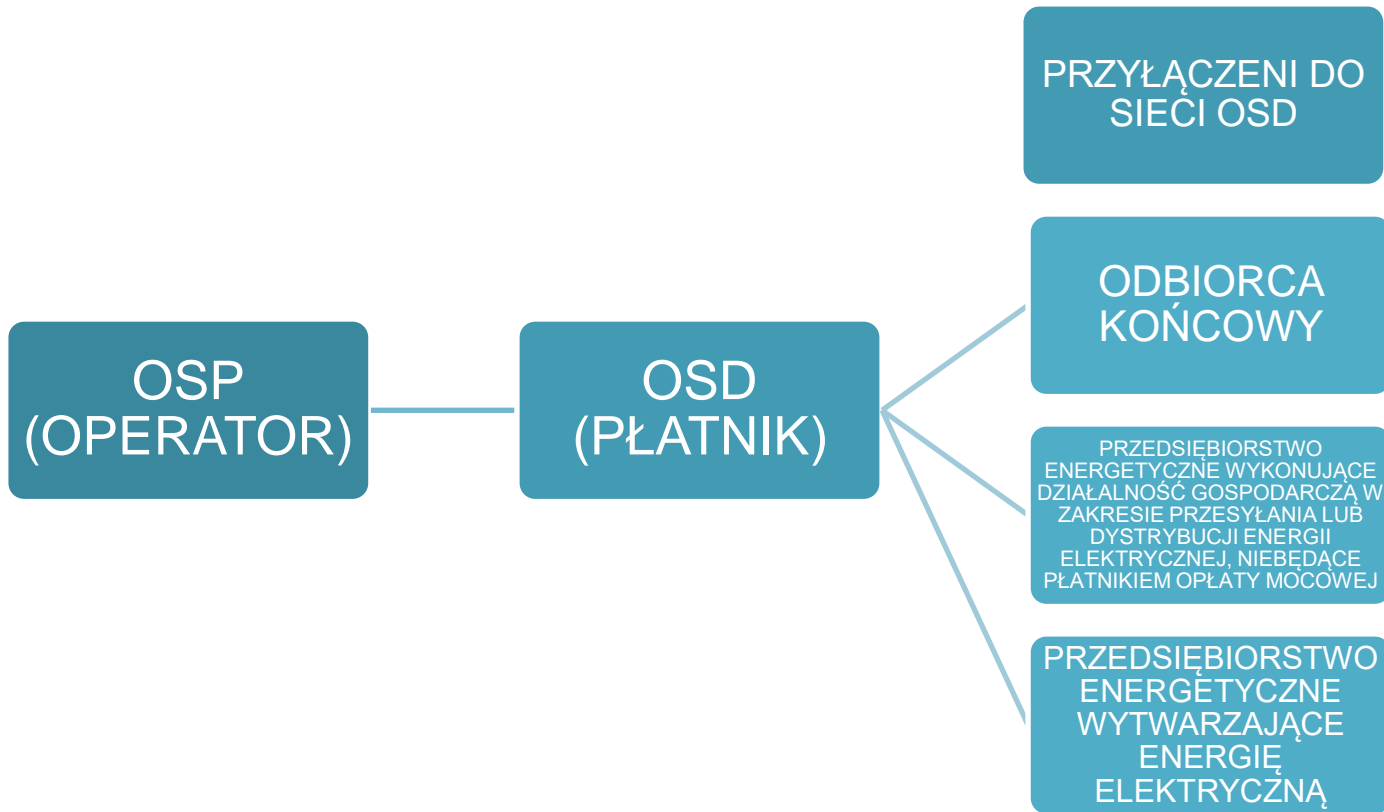 PRZYŁĄCZENI DO
SIECI OSD
ODBIORCA
KOŃCOWY
OSP
(OPERATOR)
OSD
(PŁATNIK)
PRZEDSIĘBIORSTWO
ENERGETYCZNE WYKONUJĄCE
DZIAŁALNOŚĆ GOSPODARCZĄ W
ZAKRESIE PRZESYŁANIA LUB
DYSTRYBUCJI ENERGII
ELEKTRYCZNEJ, NIEBĘDĄCE
PŁATNIKIEM OPŁATY MOCOWEJ
PRZEDSIĘBIORSTWO
ENERGETYCZNE
WYTWARZAJĄCE
ENERGIĘ
ELEKTRYCZNĄ